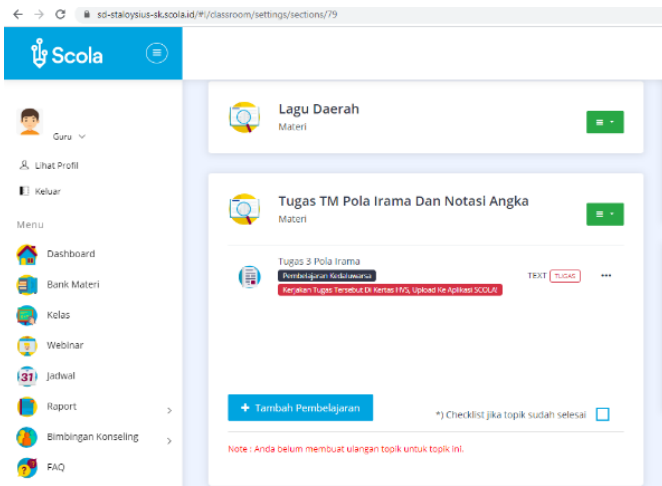 sd-staloysius-sk.scola.id/#!/classroom/settings/sections/79
Scola
Guru
Lihat Profil
Keluar
Menu
Dashboard
Bank Materi
Kelas
Webinar
31
Jadwal
Raport
Bimbingan Konseling
FAQ
Lagu Daerah
Materi
Tugas TM Pola Irama Dan Notasi Angka
Materi
Tugas 3 Pola Irama
Pembelajaran Kedaluwarsa
Kerjakan Tugas Tersebut Di Kertas HVS, Upload Ke Aplikasi SCOLA!
TEXT TUGAS
+ Tambah Pembelajaran
*) Checklist jika topik sudah selesai
Note : Anda belum membuat ulangan topik untuk topik ini.